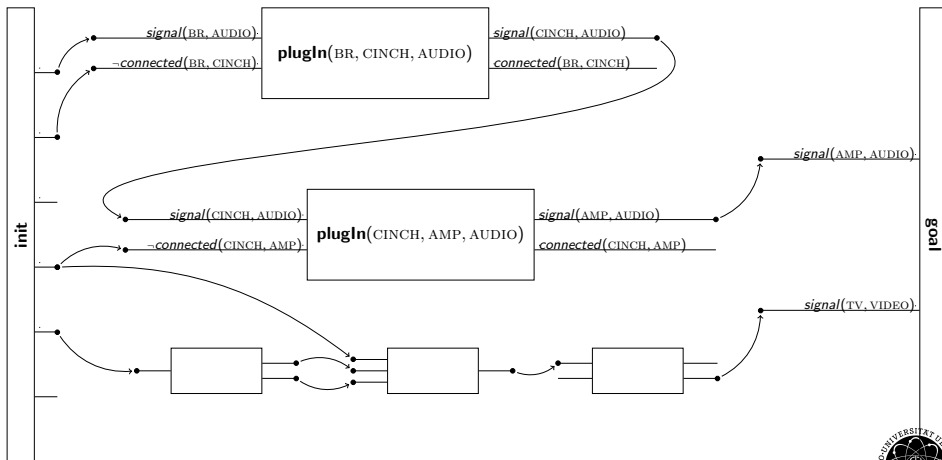 signal(BR, AUDIO)
¬connected(BR, CINCH)
plugIn(BR, CINCH, AUDIO)
signal(CINCH, AUDIO)
connected(BR, CINCH)
init
signal(CINCH, AUDIO)
¬connected(CINCH, AMP)
plugIn(CINCH, AMP, AUDIO)
signal(AMP, AUDIO)
connected(CINCH, AMP)
signal(AMP, AUDIO)
goal
signal(TV, VIDEO)